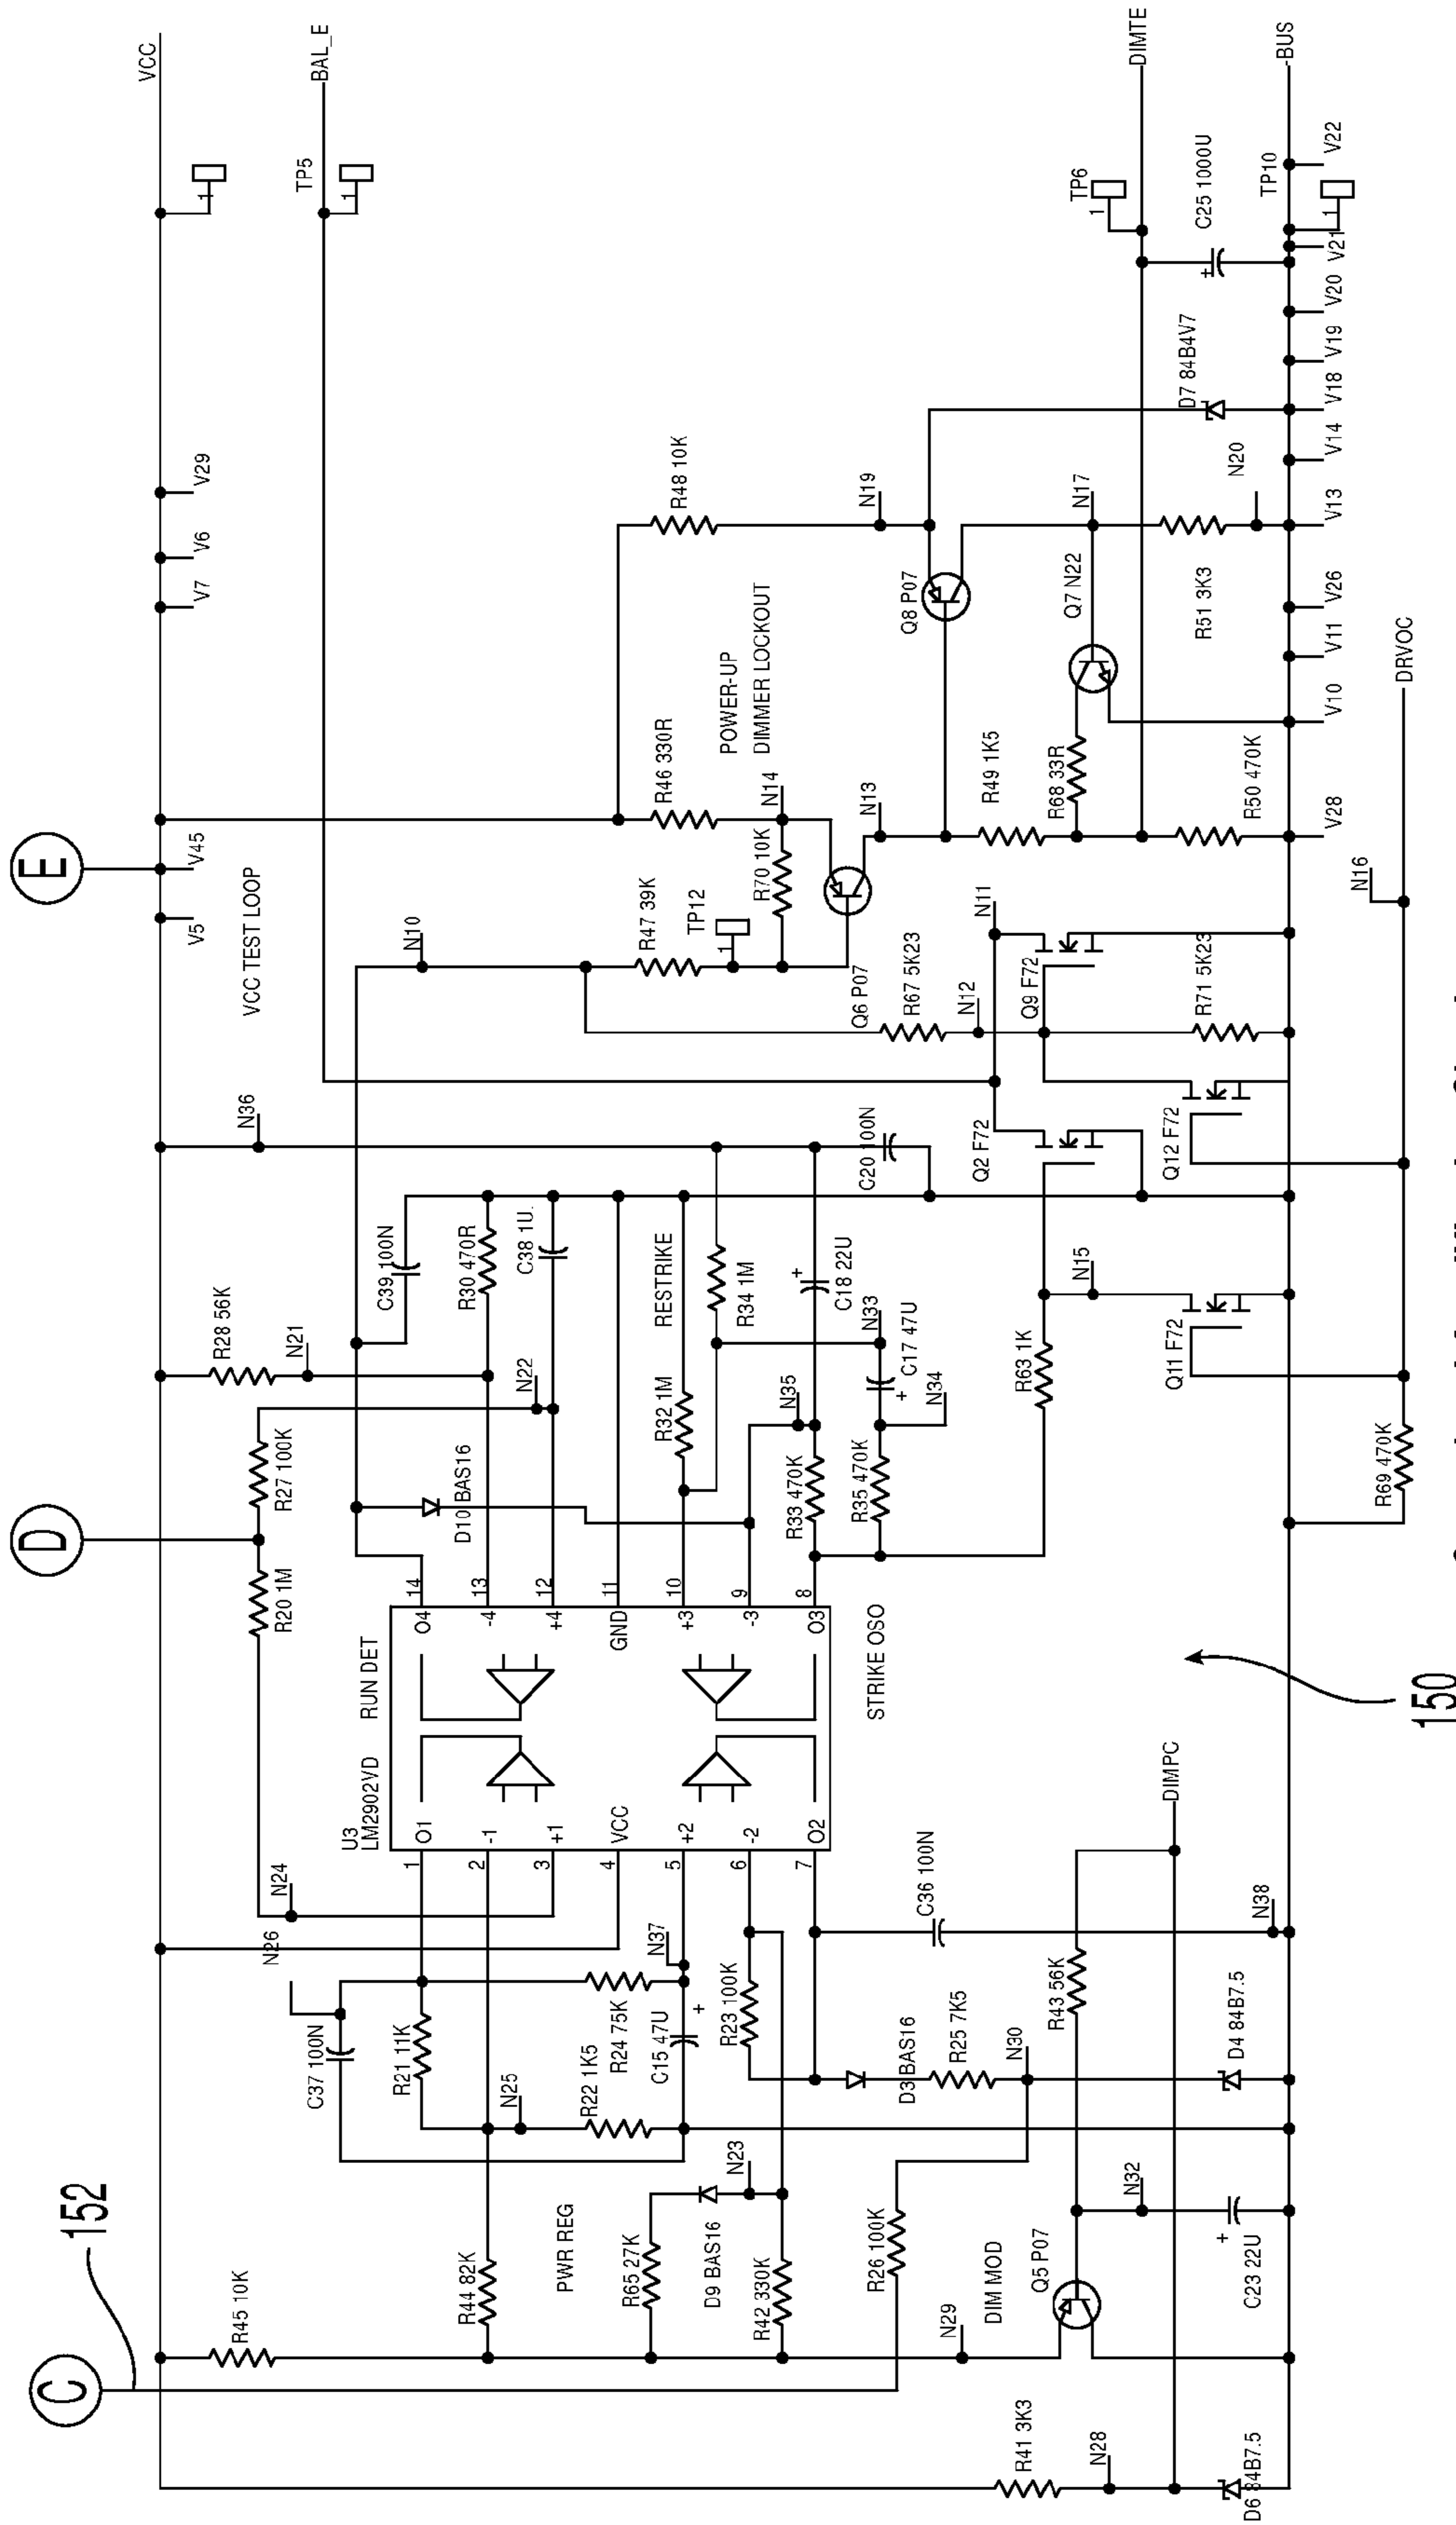 C
152
D
E
VCC
BAL_E
DIMTE
-BUS
DIMPC
DRVOC
R45 10K
N26
N24
R20 1M
R27 100K
R28 56K
N21
N36
V5
V45
V7
V6
V29
1
VCC TEST LOOP
TP5
1
C37 100N
R21 11K
U3
LM2902VD
RUN DET
D10 BAS16
N22
C39 100N
R30 470R
C38 1U.
N10
R47 39K
TP12
1
R70 10K
N14
R46 330R
POWER-UP
DIMMER LOCKOUT
R48 10K
R44 82K
N25
R22 1K5
R24 75K
C15 47U
+
N37
PWR REG
R65 27K
D9 BAS16
N23
R42 330K
R23 100K
1
2
3
4
5
6
7
O1
-1
+1
VCC
+2
-2
O2
O4
-4
+4
GND
+3
-3
O3
14
13
12
11
10
9
8
STRIKE OSO
R32 1M
RESTRIKE
R34 1M
N35
R33 470K
C18 22U
+
R35 470K
C17 47U
+
N33
N34
C20 100N
Q6 P07
N13
Q8 P07
N19
R26 100K
D3 BAS16
R25 7K5
N30
C36 100N
N29
DIM MOD
Q5 P07
N32
+
C23 22U
R43 56K
D4 84B7.5
N38
R41 3K3
N28
D6 84B7.5
R63 1K
N15
Q11 F72
Q2 F72
Q12 F72
R67 5K23
N12
N11
Q9 F72
R71 5K23
R49 1K5
R68 33R
R50 470K
Q7 N22
N17
R51 3K3
N20
D7 84B4V7
TP6
1
+
C25 1000U
TP10
1
V28
V10
V11
V26
V13
V14
V18
V19
V20
V21
V22
R69 470K
N16
150